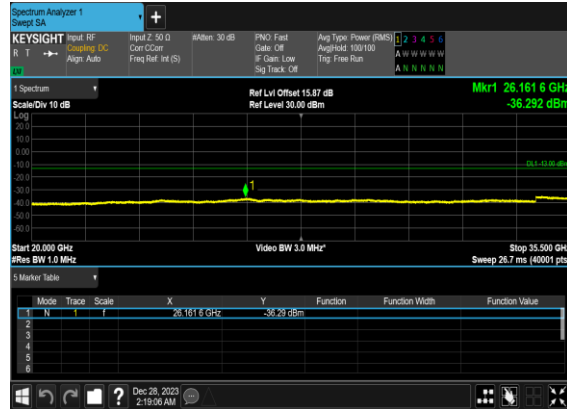 Spectrum Analyzer 1
Swept SA
+
KEYSIGHT Input: RF Input Z: 50 Ω #Atten: 30 dB PNO: Fast Avg Type: Power (RMS) 1 2 3 4 5 6
R T Coupling: DC Corr CCorr Gate: Off Avg|Hold: 100/100 A W W W W W
Align: Auto Freq Ref: Int (S) IF Gain: Low Trig: Free Run
Sig Track: Off A N N N N N
1 Spectrum Ref Lvl Offset 15.87 dB Mkr1 26.161 6 GHz
Scale/Div 10 dB Ref Level 30.00 dBm -36.292 dBm
Log
20.0
10.0
0.00
-10.0 DL1 -13.00 dBm
-20.0
-30.0 1
-40.0
-50.0
-60.0
Start 20.000 GHz Video BW 3.0 MHz* Stop 35.500 GHz
#Res BW 1.0 MHz Sweep 26.7 ms (40001 pts)
5 Marker Table
Mode Trace Scale X Y Function Function Width Function Value
1 N 1 f 26.161 6 GHz -36.29 dBm
2
3
4
5
6
? Dec 28, 2023
2:19:06 AM